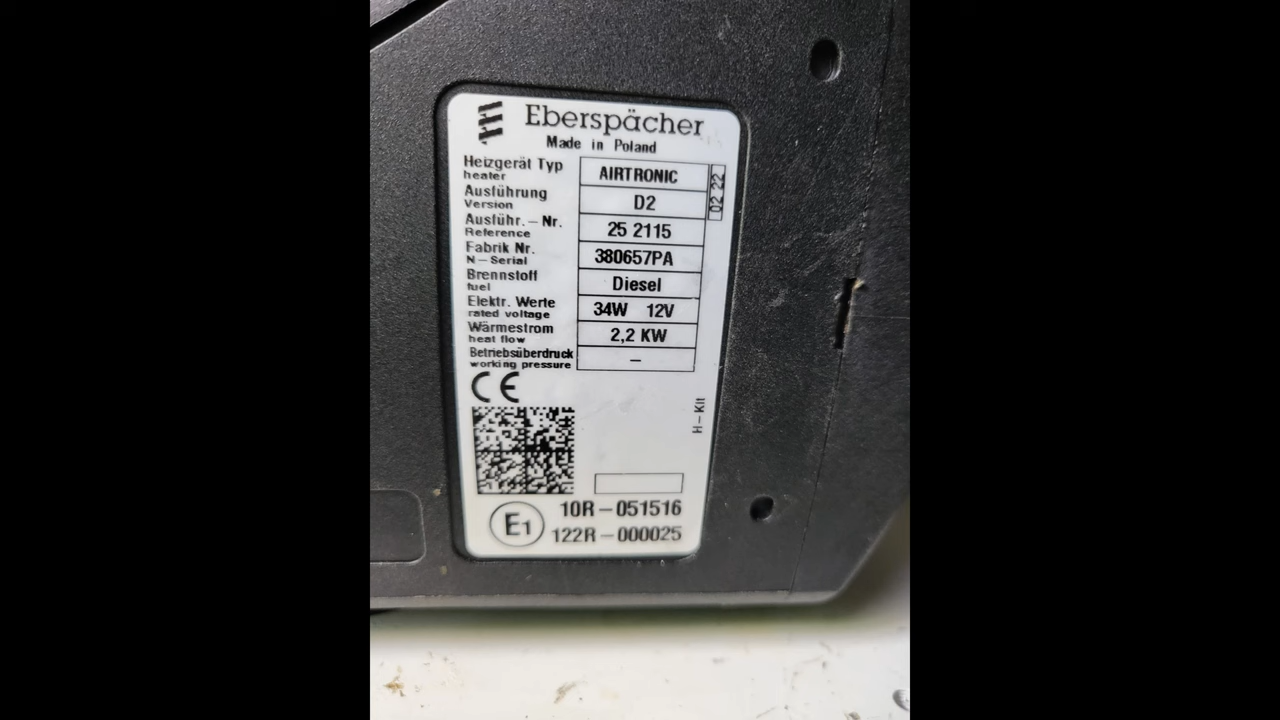 Eberspächer
Made in Poland
Heizgerät Typ
heater
AIRTRONIC
02 22
Ausführung
Version
D2
Ausführ.-Nr.
Reference
25 2115
Fabrik Nr.
N-Serial
380657PA
Brennstoff
fuel
Diesel
Elektr. Werte
rated voltage
34W 12V
Wärmestrom
heat flow
2,2 KW
Betriebsüberdruck
working pressure
–
CE
H-Kit
E1
10R-051516
122R-000025